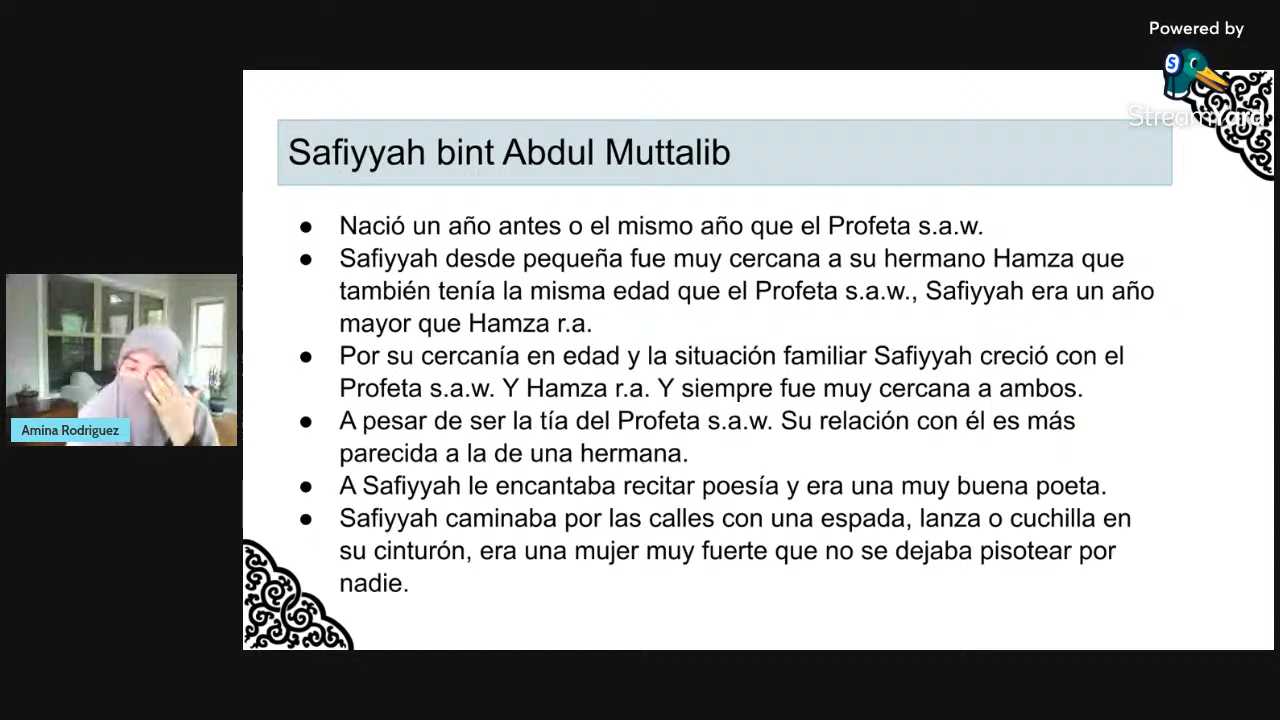 Powered by
StreamYard
Safiyyah bint Abdul Muttalib
● Nació un año antes o el mismo año que el Profeta s.a.w.
● Safiyyah desde pequeña fue muy cercana a su hermano Hamza que
también tenía la misma edad que el Profeta s.a.w., Safiyyah era un año
mayor que Hamza r.a.
● Por su cercanía en edad y la situación familiar Safiyyah creció con el
Profeta s.a.w. Y Hamza r.a. Y siempre fue muy cercana a ambos.
● A pesar de ser la tía del Profeta s.a.w. Su relación con él es más
parecida a la de una hermana.
● A Safiyyah le encantaba recitar poesía y era una muy buena poeta.
● Safiyyah caminaba por las calles con una espada, lanza o cuchilla en
su cinturón, era una mujer muy fuerte que no se dejaba pisotear por
nadie.
Amina Rodriguez